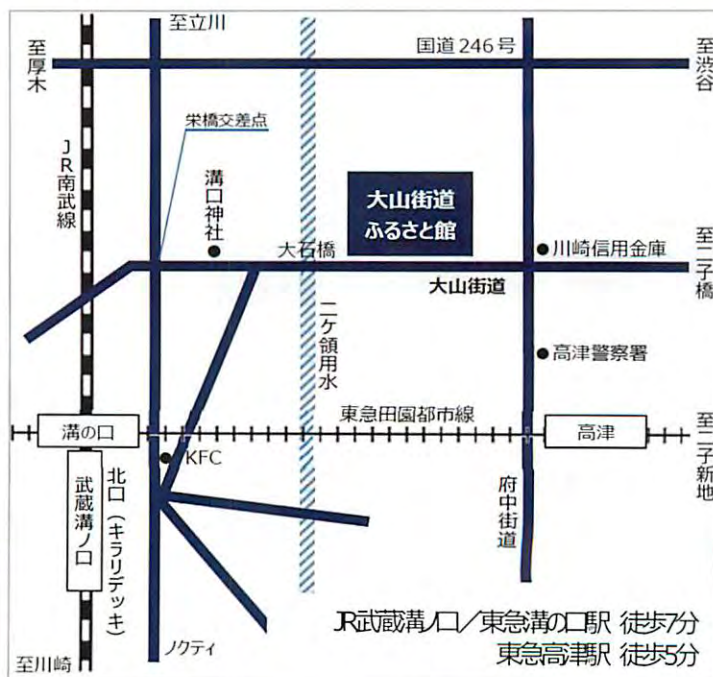 至立川
国道246号
至厚木
至渋谷
栄橋交差点
JR南武線
溝口神社
大山街道
ふるさと館
大石橋
川崎信用金庫
至二子橋
大山街道
二ケ領用水
高津警察署
東急田園都市線
溝の口
高津
至二子新地
KFC
武蔵溝ノ口
北口(キラリデッキ)
府中街道
ノクティ
至川崎
JR武蔵溝ノ口/東急溝の口駅 徒歩7分
東急高津駅 徒歩5分